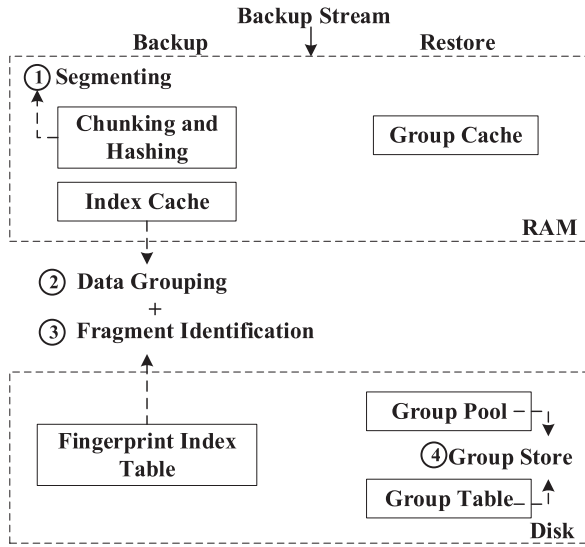 Backup Stream
Backup
Restore
1 Segmenting
Chunking and
Hashing
Group Cache
Index Cache
RAM
2 Data Grouping
+
3 Fragment Identification
Group Pool
Fingerprint Index
Table
4 Group Store
Group Table
Disk